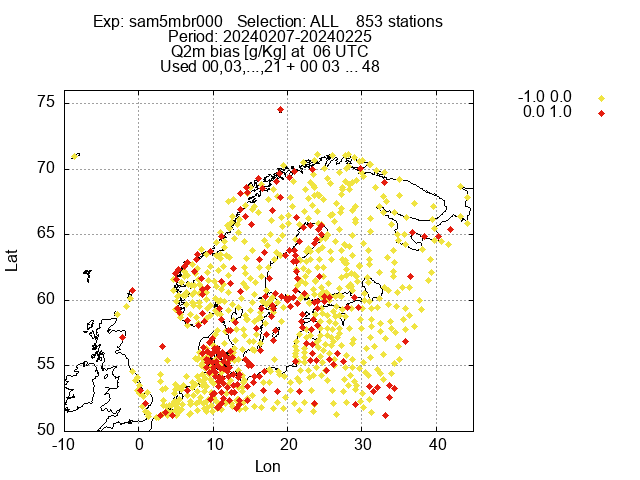 Exp: sam5mbr000   Selection: ALL    853 stations
Period: 20240207-20240225
Q2m bias [g/Kg] at  06 UTC
Used 00,03,...,21 + 00 03 ... 48
-1.0 0.0
0.0 1.0
75
70
65
60
55
50
Lat
-10 0 10 20 30 40
Lon